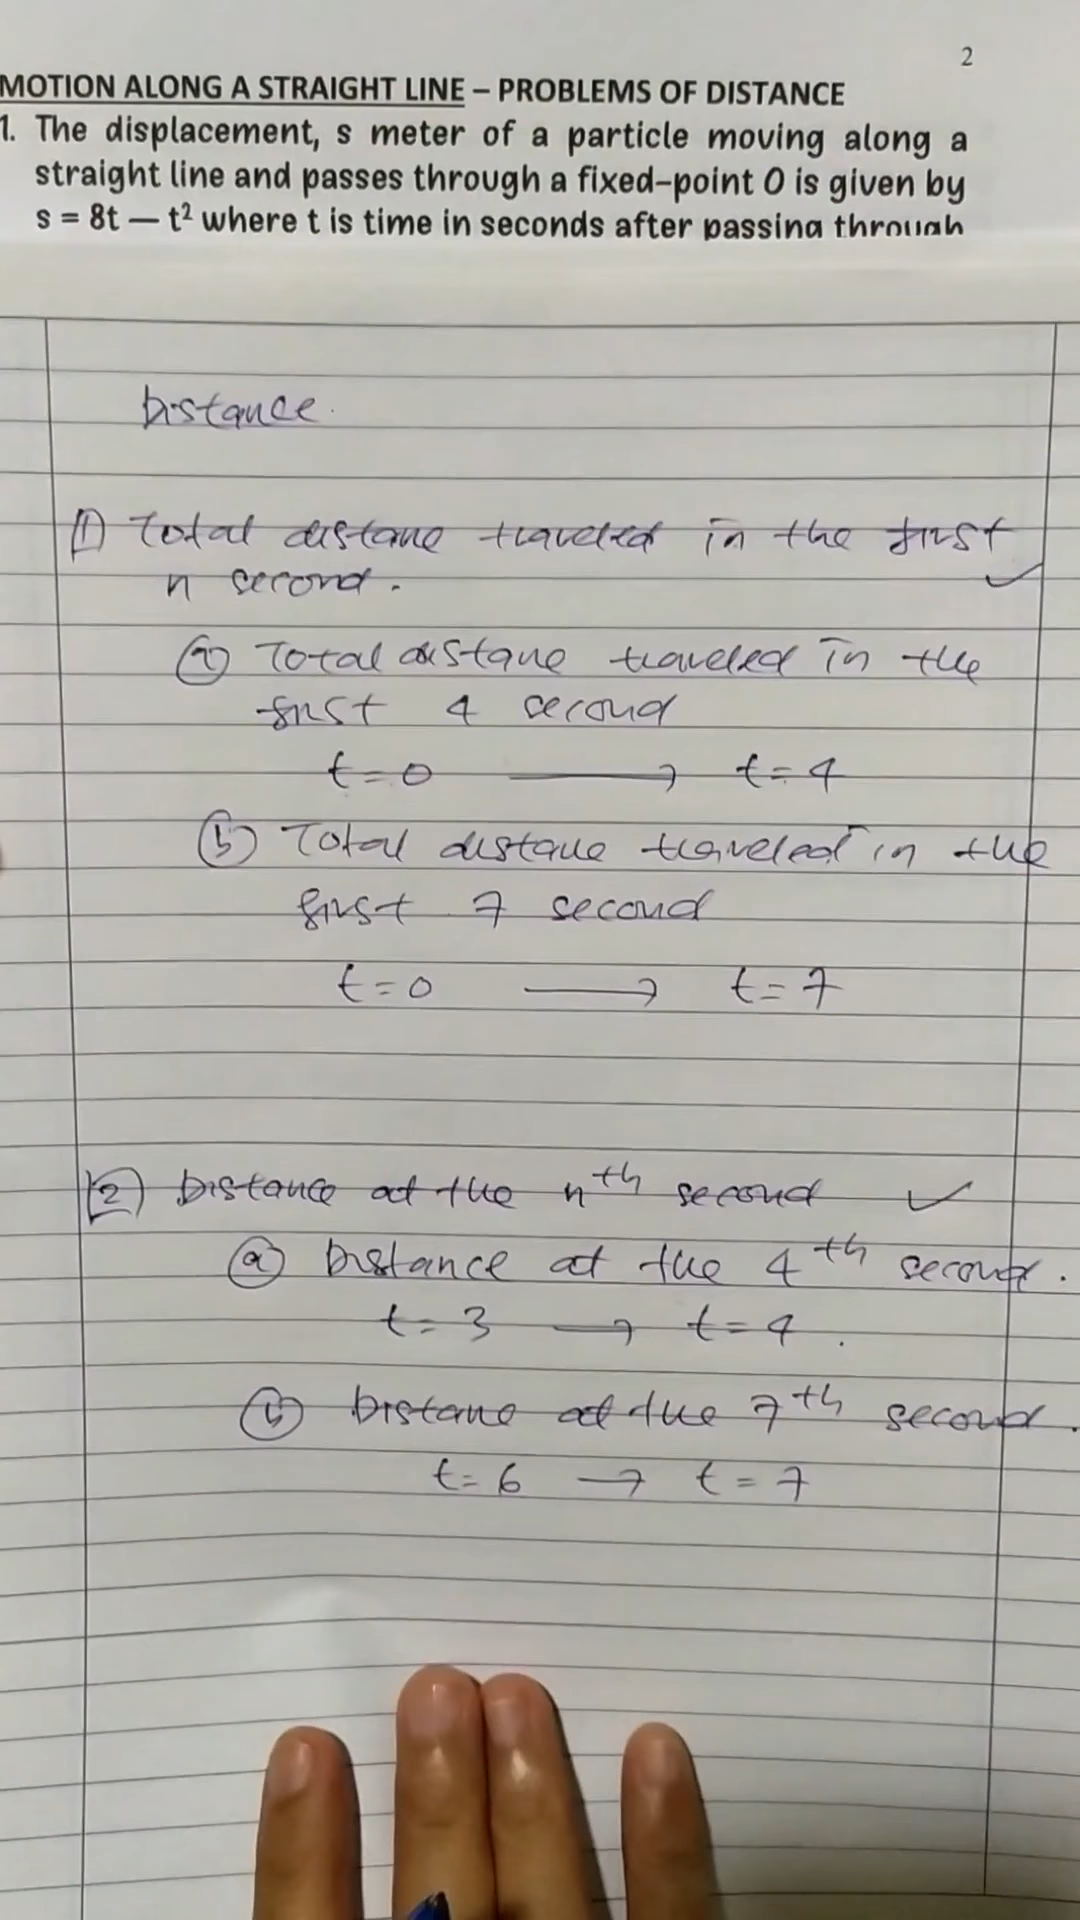 2
MOTION ALONG A STRAIGHT LINE – PROBLEMS OF DISTANCE
1. The displacement, s meter of a particle moving along a
straight line and passes through a fixed-point O is given by
s = 8t — t² where t is time in seconds after passing through
Distance.
1) Total distane traveled in the first
n second.
a) Total distane traveled in the
first 4 second
t=0 → t=4
b) Total distane traveled in the
first 7 second
t=0 → t=7
2) Distance at the nth second ✓
a) Distance at the 4th second.
t=3 → t=4.
b) Distane at the 7th second.
t=6 → t=7